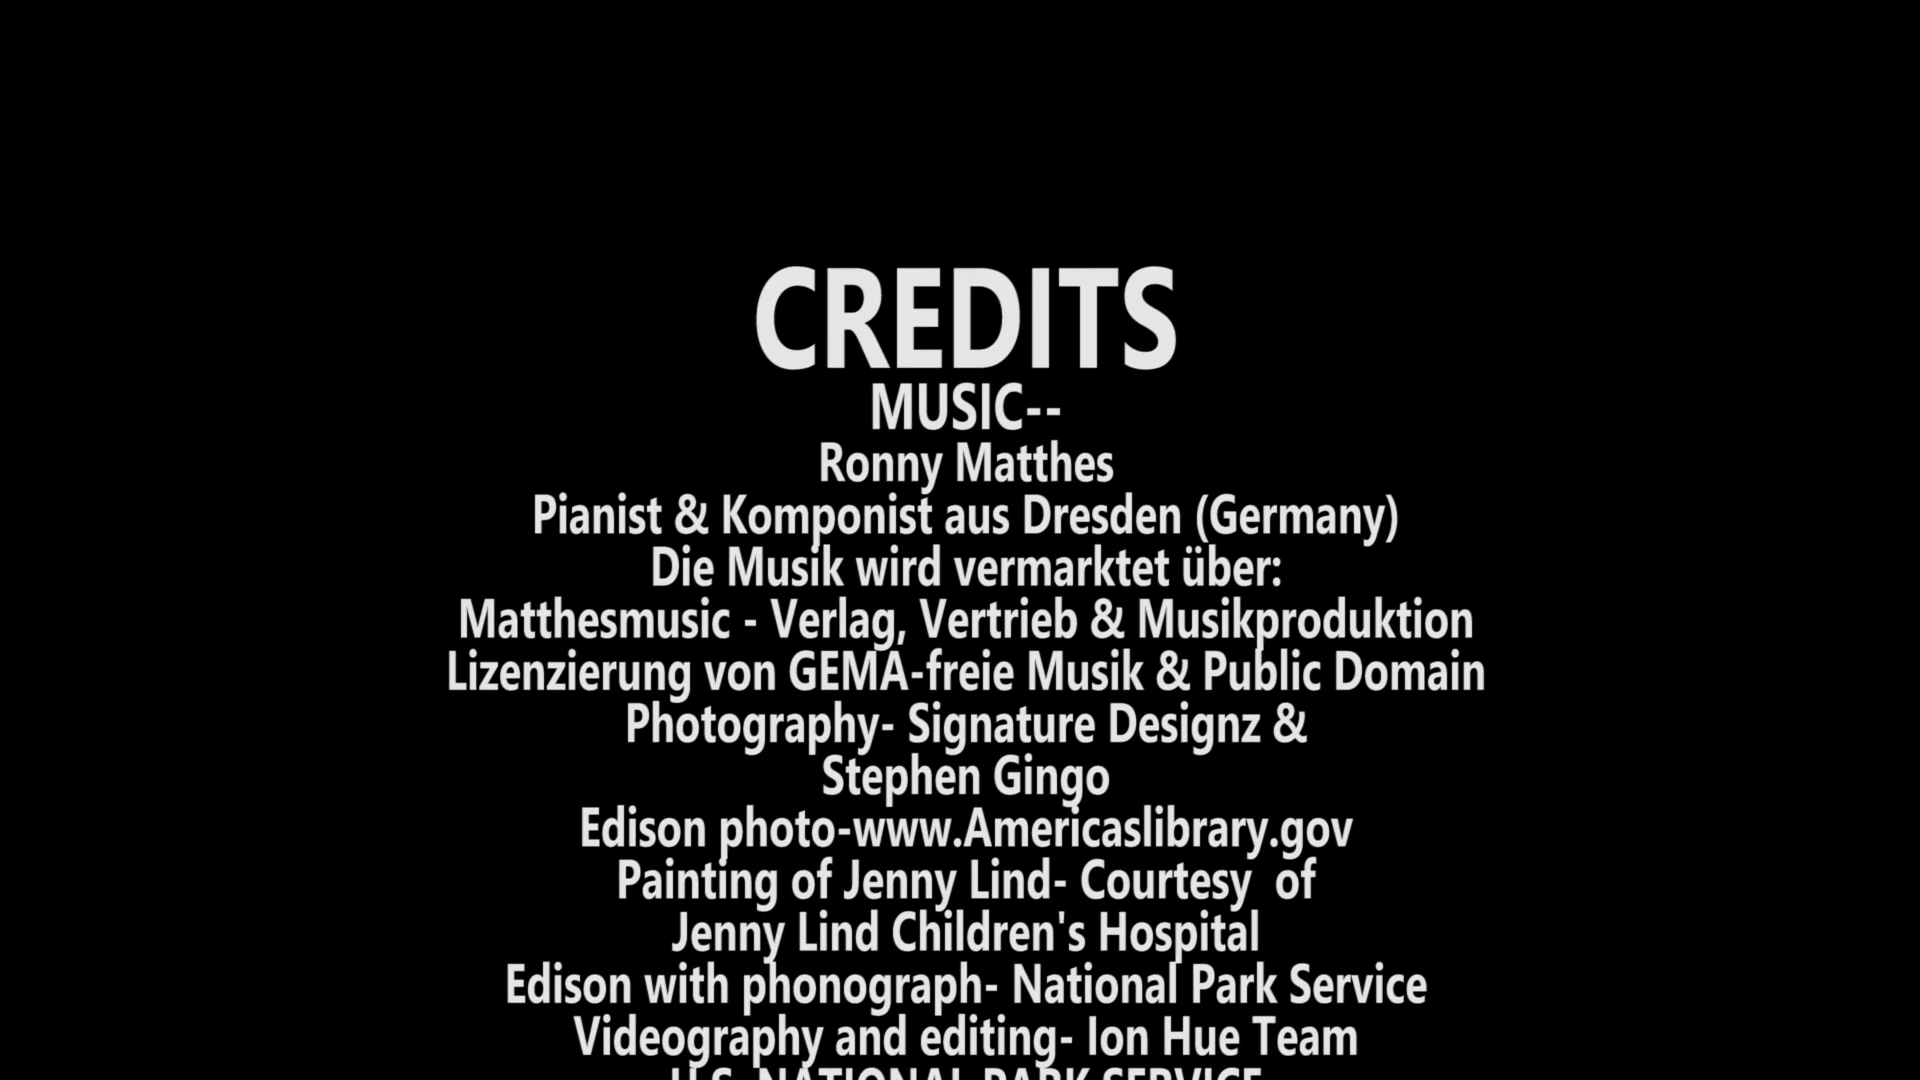 CREDITS
MUSIC--
Ronny Matthes
Pianist & Komponist aus Dresden (Germany)
Die Musik wird vermarktet über:
Matthesmusic - Verlag, Vertrieb & Musikproduktion
Lizenzierung von GEMA-freie Musik & Public Domain
Photography- Signature Designz &
Stephen Gingo
Edison photo-www.Americaslibrary.gov
Painting of Jenny Lind- Courtesy  of
Jenny Lind Children's Hospital
Edison with phonograph- National Park Service
Videography and editing- Ion Hue Team
U.S. NATIONAL PARK SERVICE